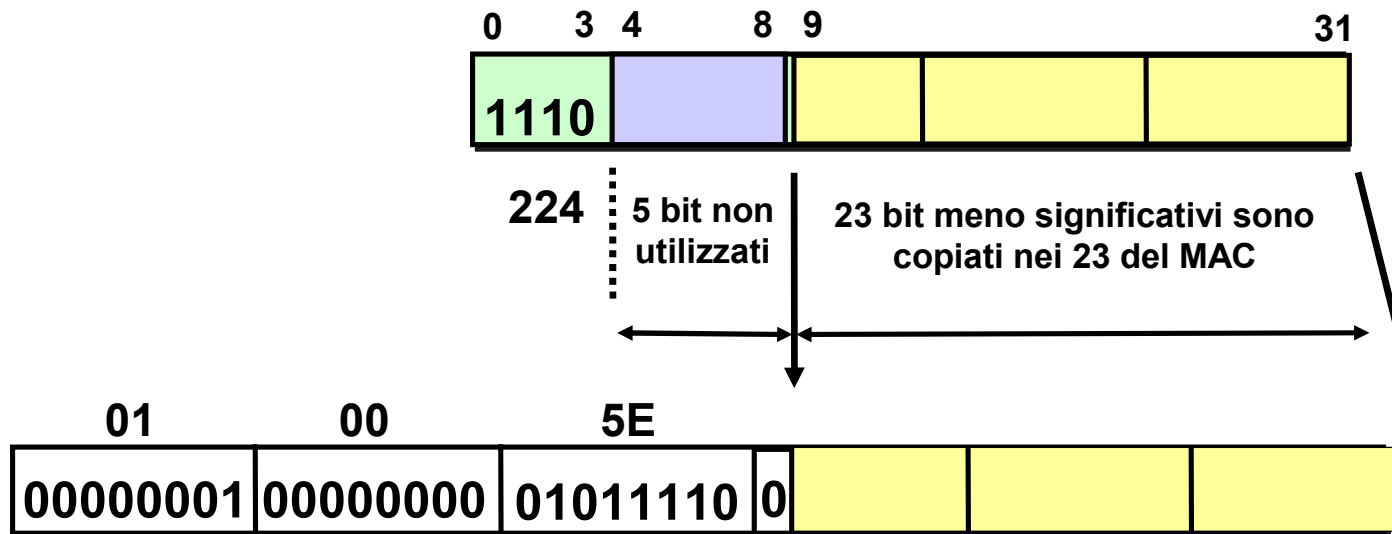 0 3 4 8 9 31
1110
224
5 bit non
utilizzati
23 bit meno significativi sono
copiati nei 23 del MAC
01 00 5E
00000001 00000000 01011110 0